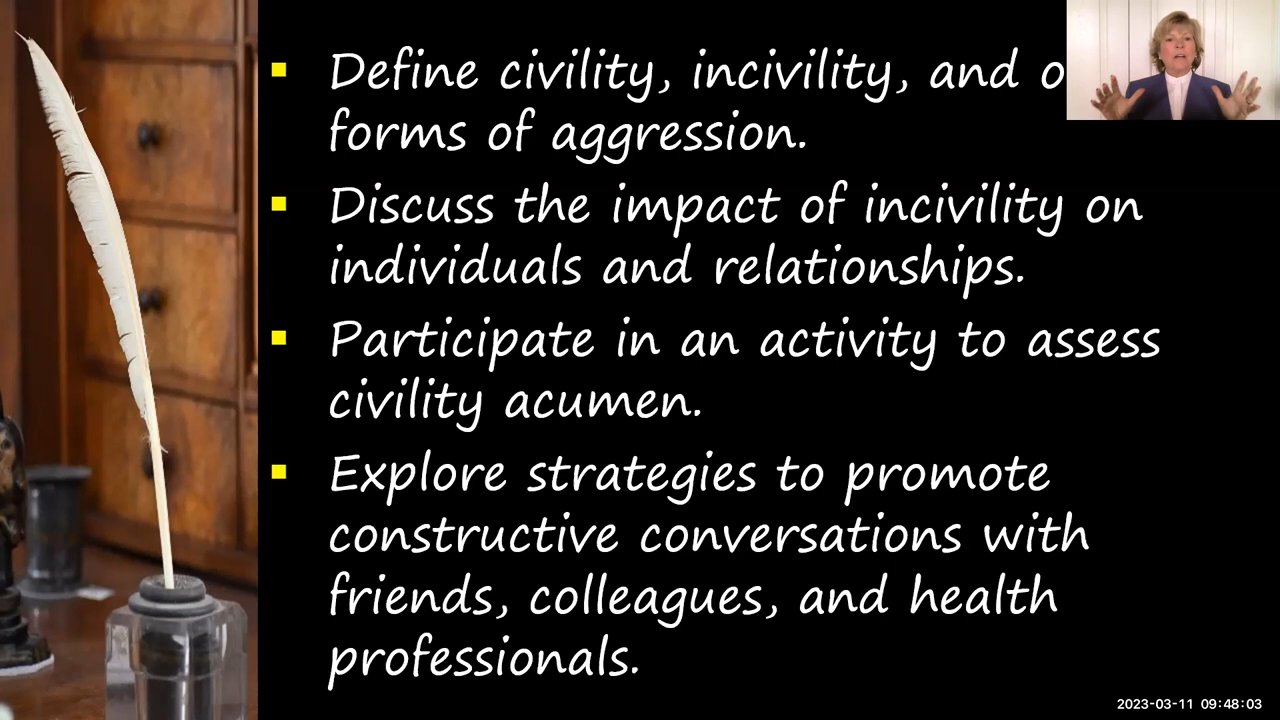 Define civility, incivility, and
forms of aggression.
Discuss the impact of incivility on
individuals and relationships.
Participate in an activity to assess
civility acumen.
Explore strategies to promote
constructive conversations with
friends, colleagues, and health
professionals.
2023-03-11 09:48:03